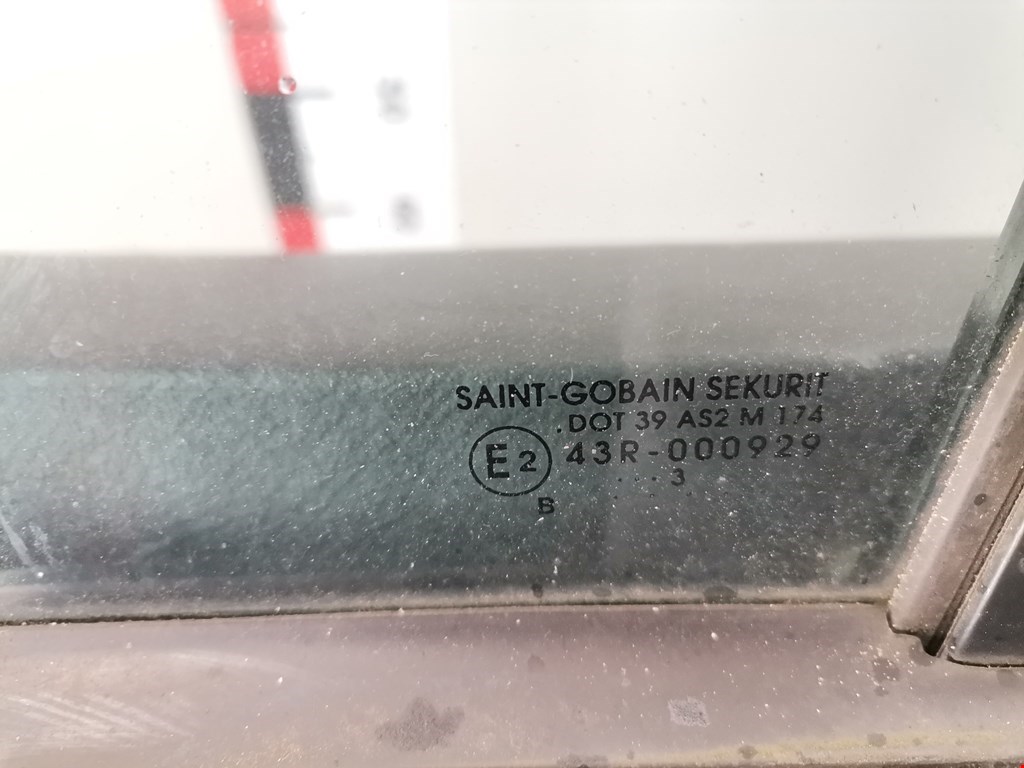 SAINT-GOBAIN SEKURIT
.DOT 39 AS2 M 174
E2 43R-000929
... 3
B